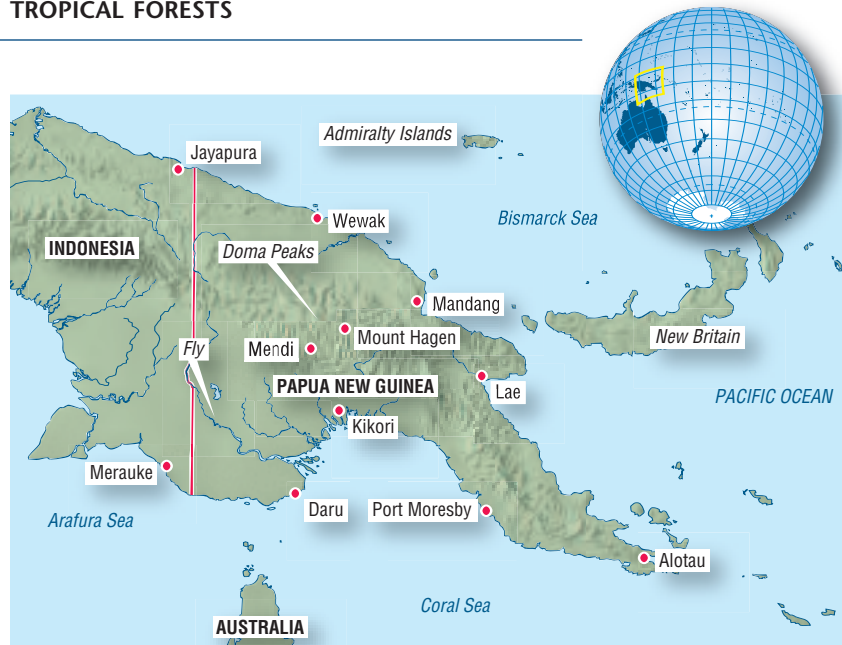 TROPICAL FORESTS
Admiralty Islands
Jayapura
Wewak
Bismarck Sea
INDONESIA
Doma Peaks
Mandang
Mount Hagen
New Britain
Fly
Mendi
PAPUA NEW GUINEA
Lae
PACIFIC OCEAN
Kikori
Merauke
Daru
Port Moresby
Arafura Sea
Alotau
Coral Sea
AUSTRALIA